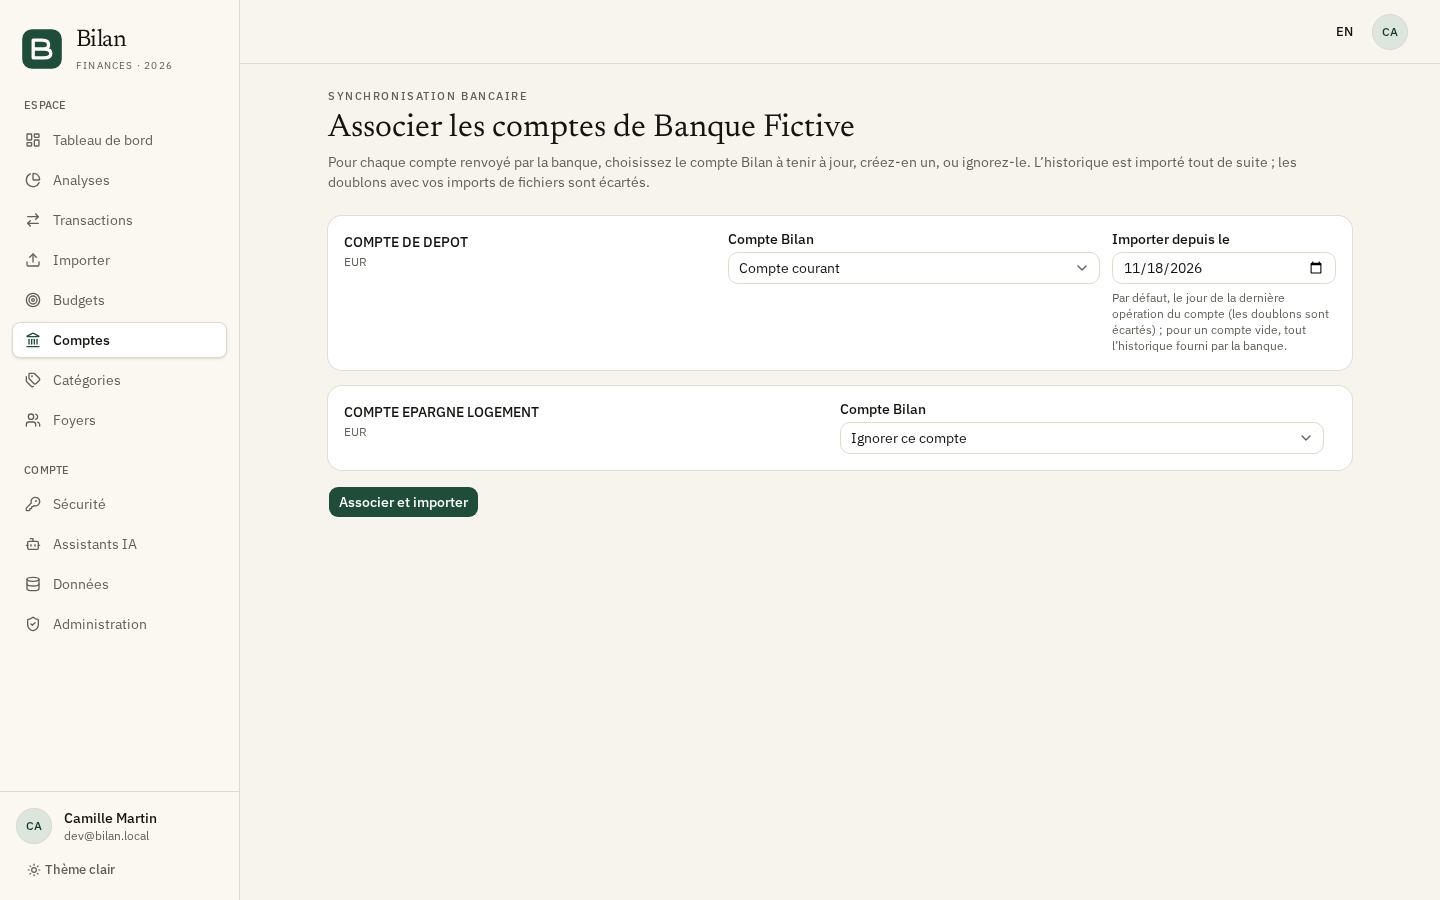 Bilan
FINANCES · 2026
ESPACE
Tableau de bord
Analyses
Transactions
Importer
Budgets
Comptes
Catégories
Foyers
COMPTE
Sécurité
Assistants IA
Données
Administration
CA
Camille Martin
dev@bilan.local
Thème clair
EN
CA
SYNCHRONISATION BANCAIRE
Associer les comptes de Banque Fictive
Pour chaque compte renvoyé par la banque, choisissez le compte Bilan à tenir à jour, créez-en un, ou ignorez-le. L’historique est importé tout de suite ; les
doublons avec vos imports de fichiers sont écartés.
COMPTE DE DEPOT
EUR
Compte Bilan
Compte courant
Importer depuis le
11/18/2026
Par défaut, le jour de la dernière
opération du compte (les doublons sont
écartés) ; pour un compte vide, tout
l’historique fourni par la banque.
COMPTE EPARGNE LOGEMENT
EUR
Compte Bilan
Ignorer ce compte
Associer et importer